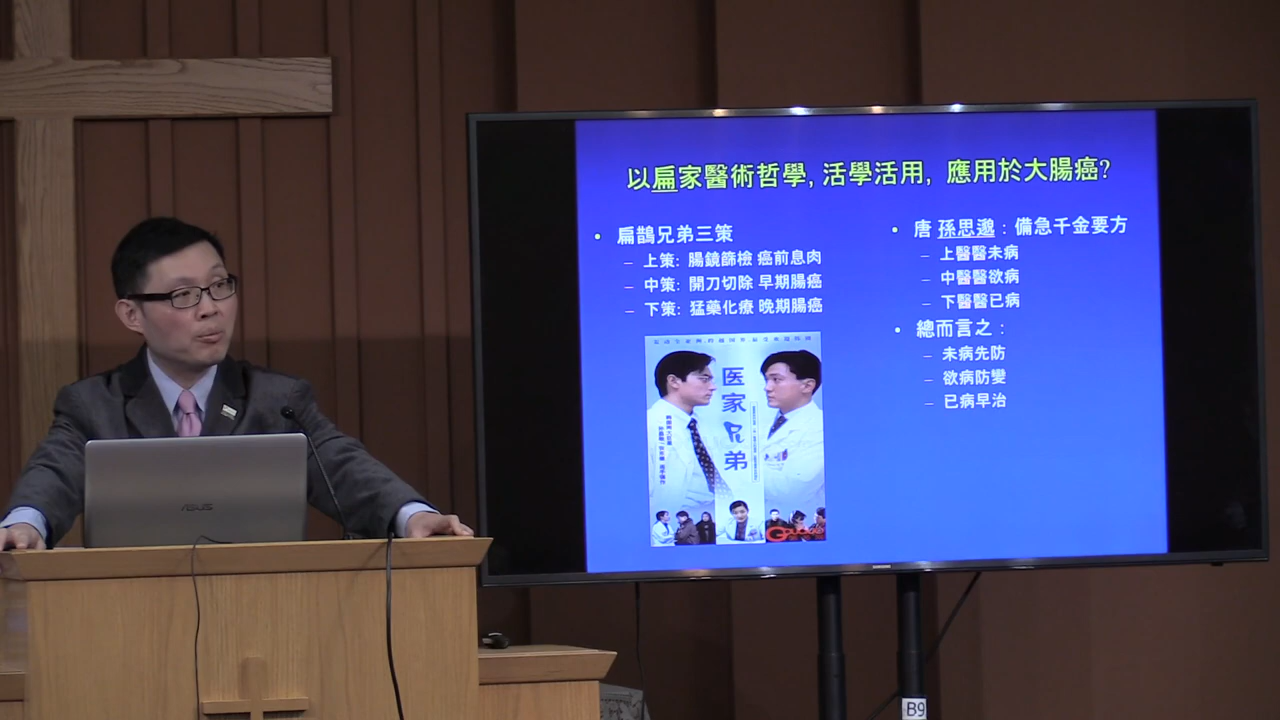 以扁家醫術哲學, 活學活用, 應用於大腸癌?
• 扁鵲兄弟三策
– 上策: 腸鏡篩檢 癌前息肉
– 中策: 開刀切除 早期腸癌
– 下策: 猛藥化療 晚期腸癌
医家兄弟
• 唐 孫思邈：備急千金要方
– 上醫醫未病
– 中醫醫欲病
– 下醫醫已病
• 總而言之：
– 未病先防
– 欲病防變
– 已病早治
ASUS
SAMSUNG
B9